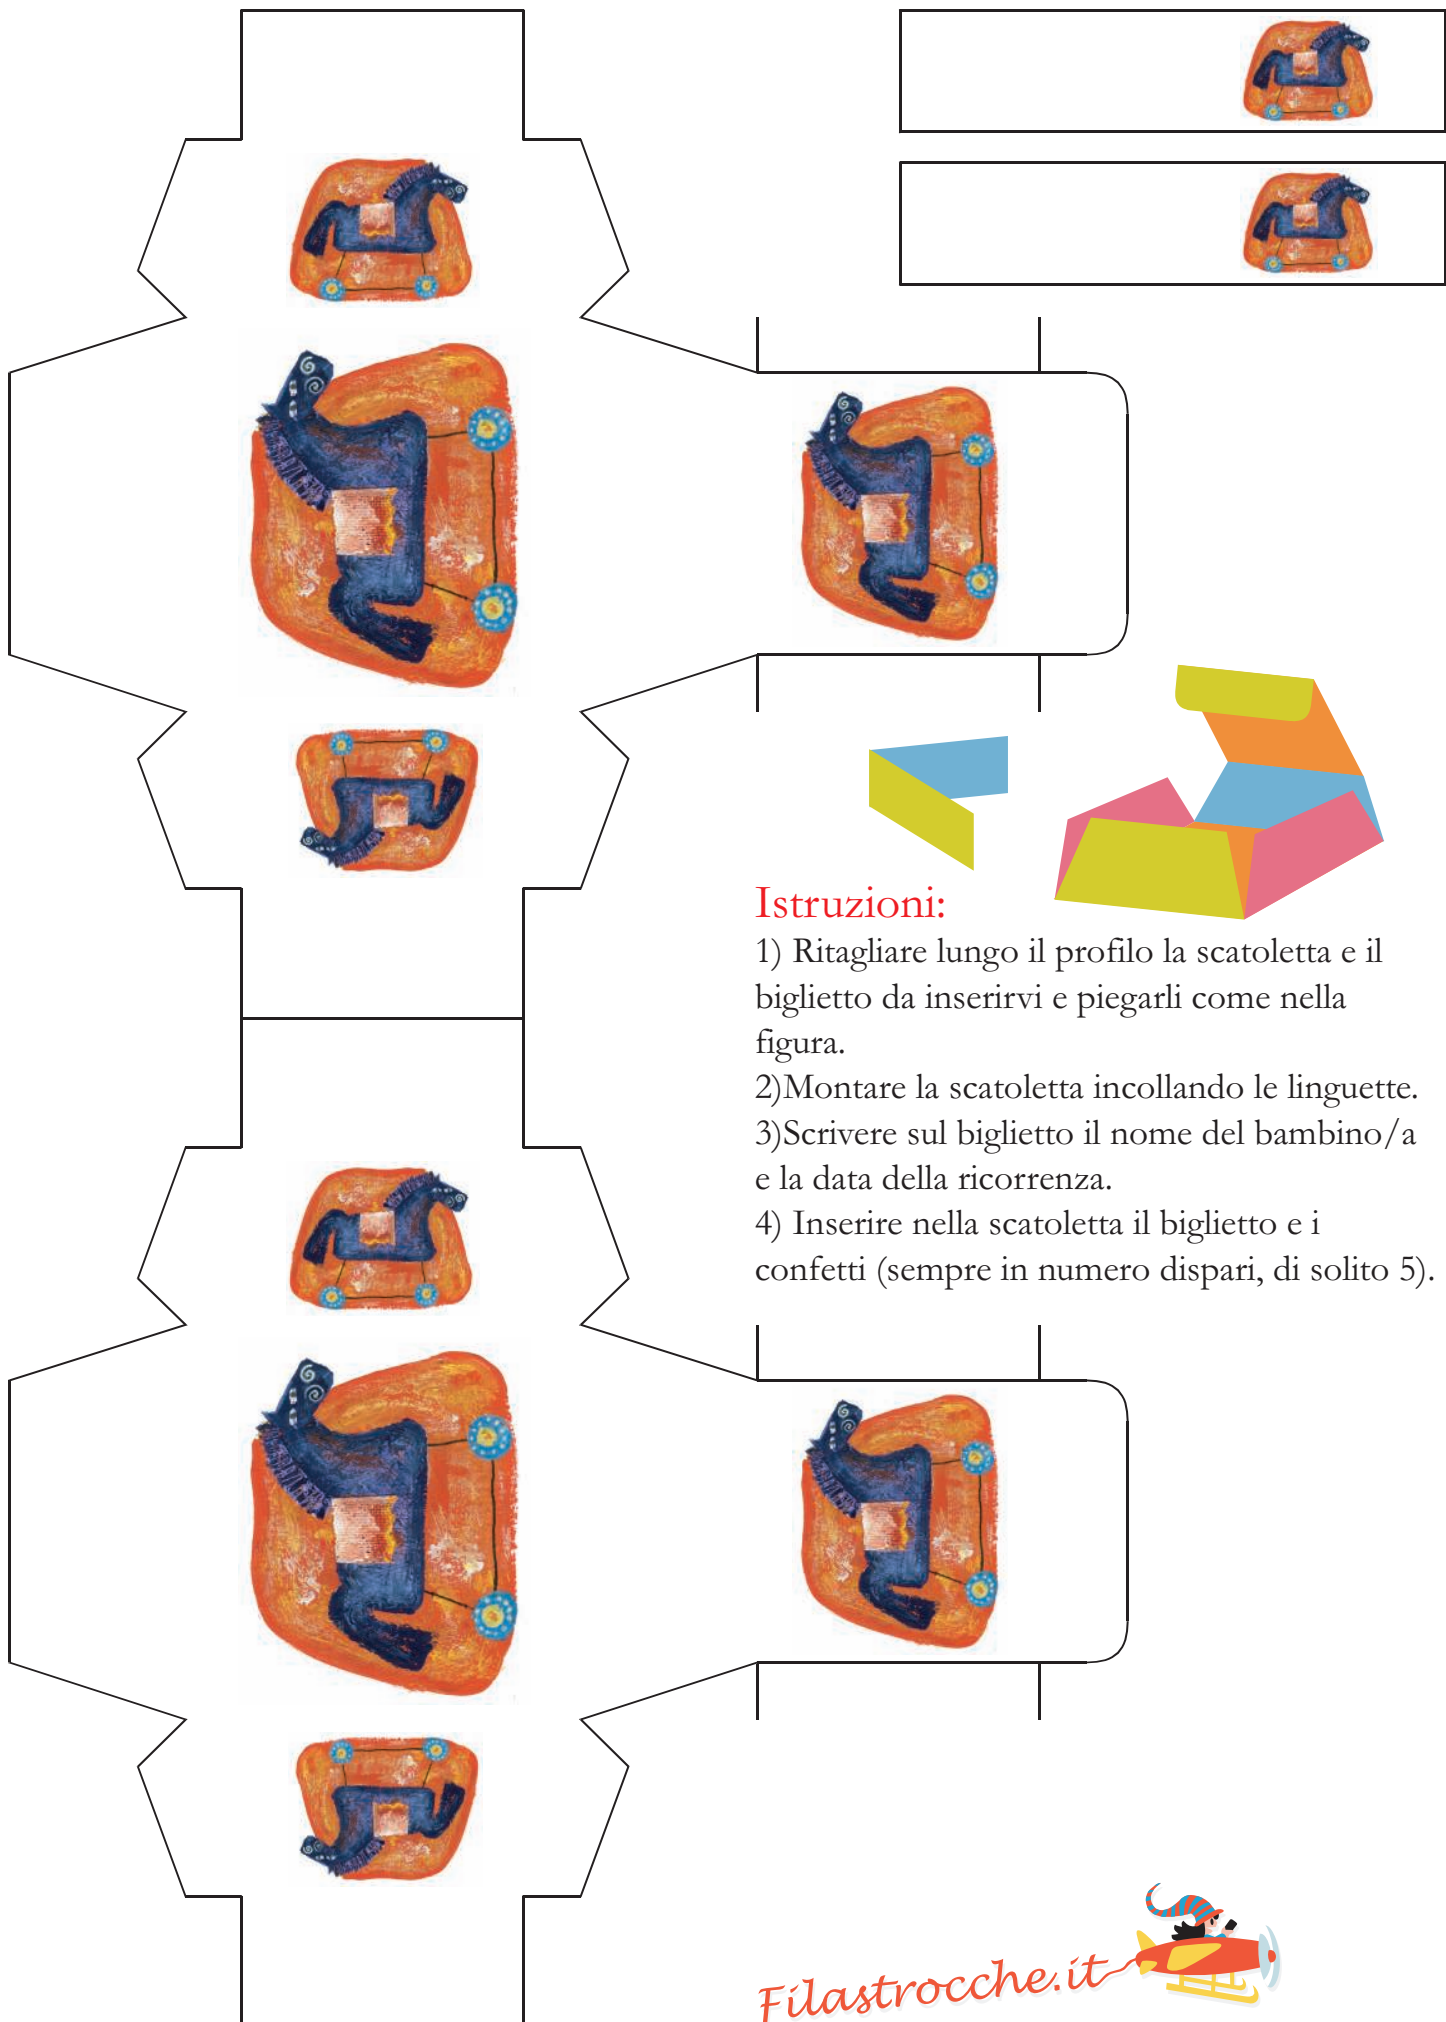 Istruzioni:
1) Ritagliare lungo il profilo la scatoletta e il
biglietto da inserirvi e piegarli come nella
figura.
2)Montare la scatoletta incollando le linguette.
3)Scrivere sul biglietto il nome del bambino/a
e la data della ricorrenza.
4) Inserire nella scatoletta il biglietto e i
confetti (sempre in numero dispari, di solito 5).
Filastrocche.it